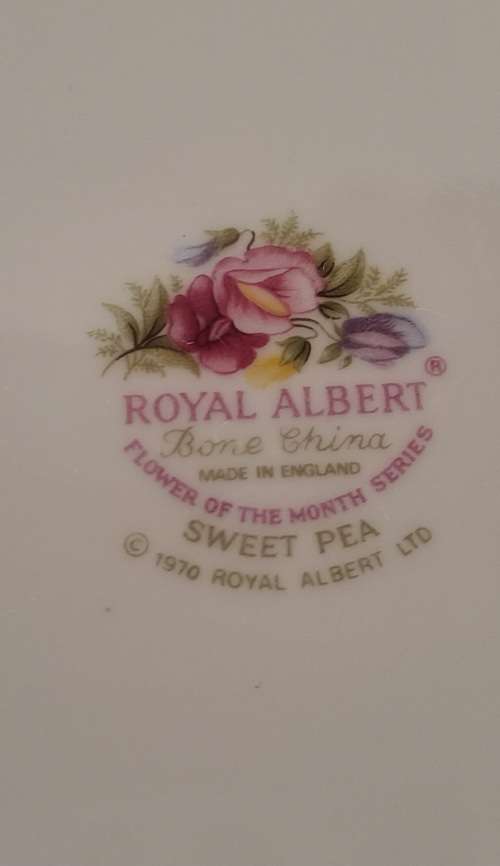 ROYAL ALBERT ®
Bone China
MADE IN ENGLAND
FLOWER OF THE MONTH SERIES
SWEET PEA
© 1970 ROYAL ALBERT LTD